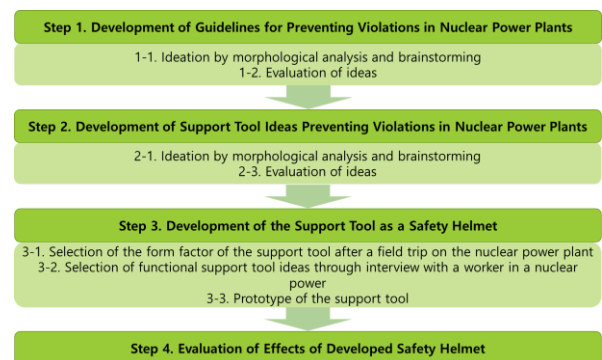 Step 1. Development of Guidelines for Preventing Violations in Nuclear Power Plants
1-1. Ideation by morphological analysis and brainstorming
1-2. Evaluation of ideas
Step 2. Development of Support Tool Ideas Preventing Violations in Nuclear Power Plants
2-1. Ideation by morphological analysis and brainstorming
2-3. Evaluation of ideas
Step 3. Development of the Support Tool as a Safety Helmet
3-1. Selection of the form factor of the support tool after a field trip on the nuclear power plant
3-2. Selection of functional support tool ideas through interview with a worker in a nuclear
power
3-3. Prototype of the support tool
Step 4. Evaluation of Effects of Developed Safety Helmet